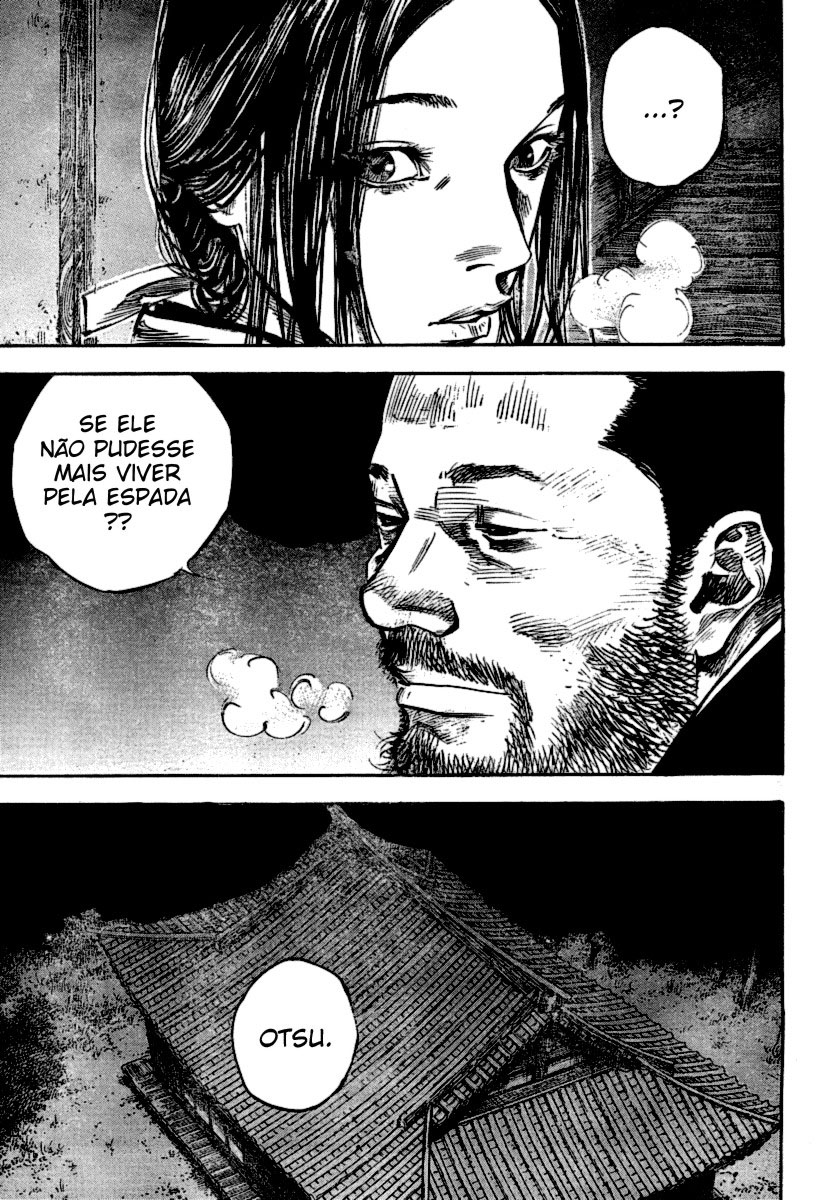 ...?
SE ELE
NÃO PUDESSE
MAIS VIVER
PELA ESPADA
??
OTSU.